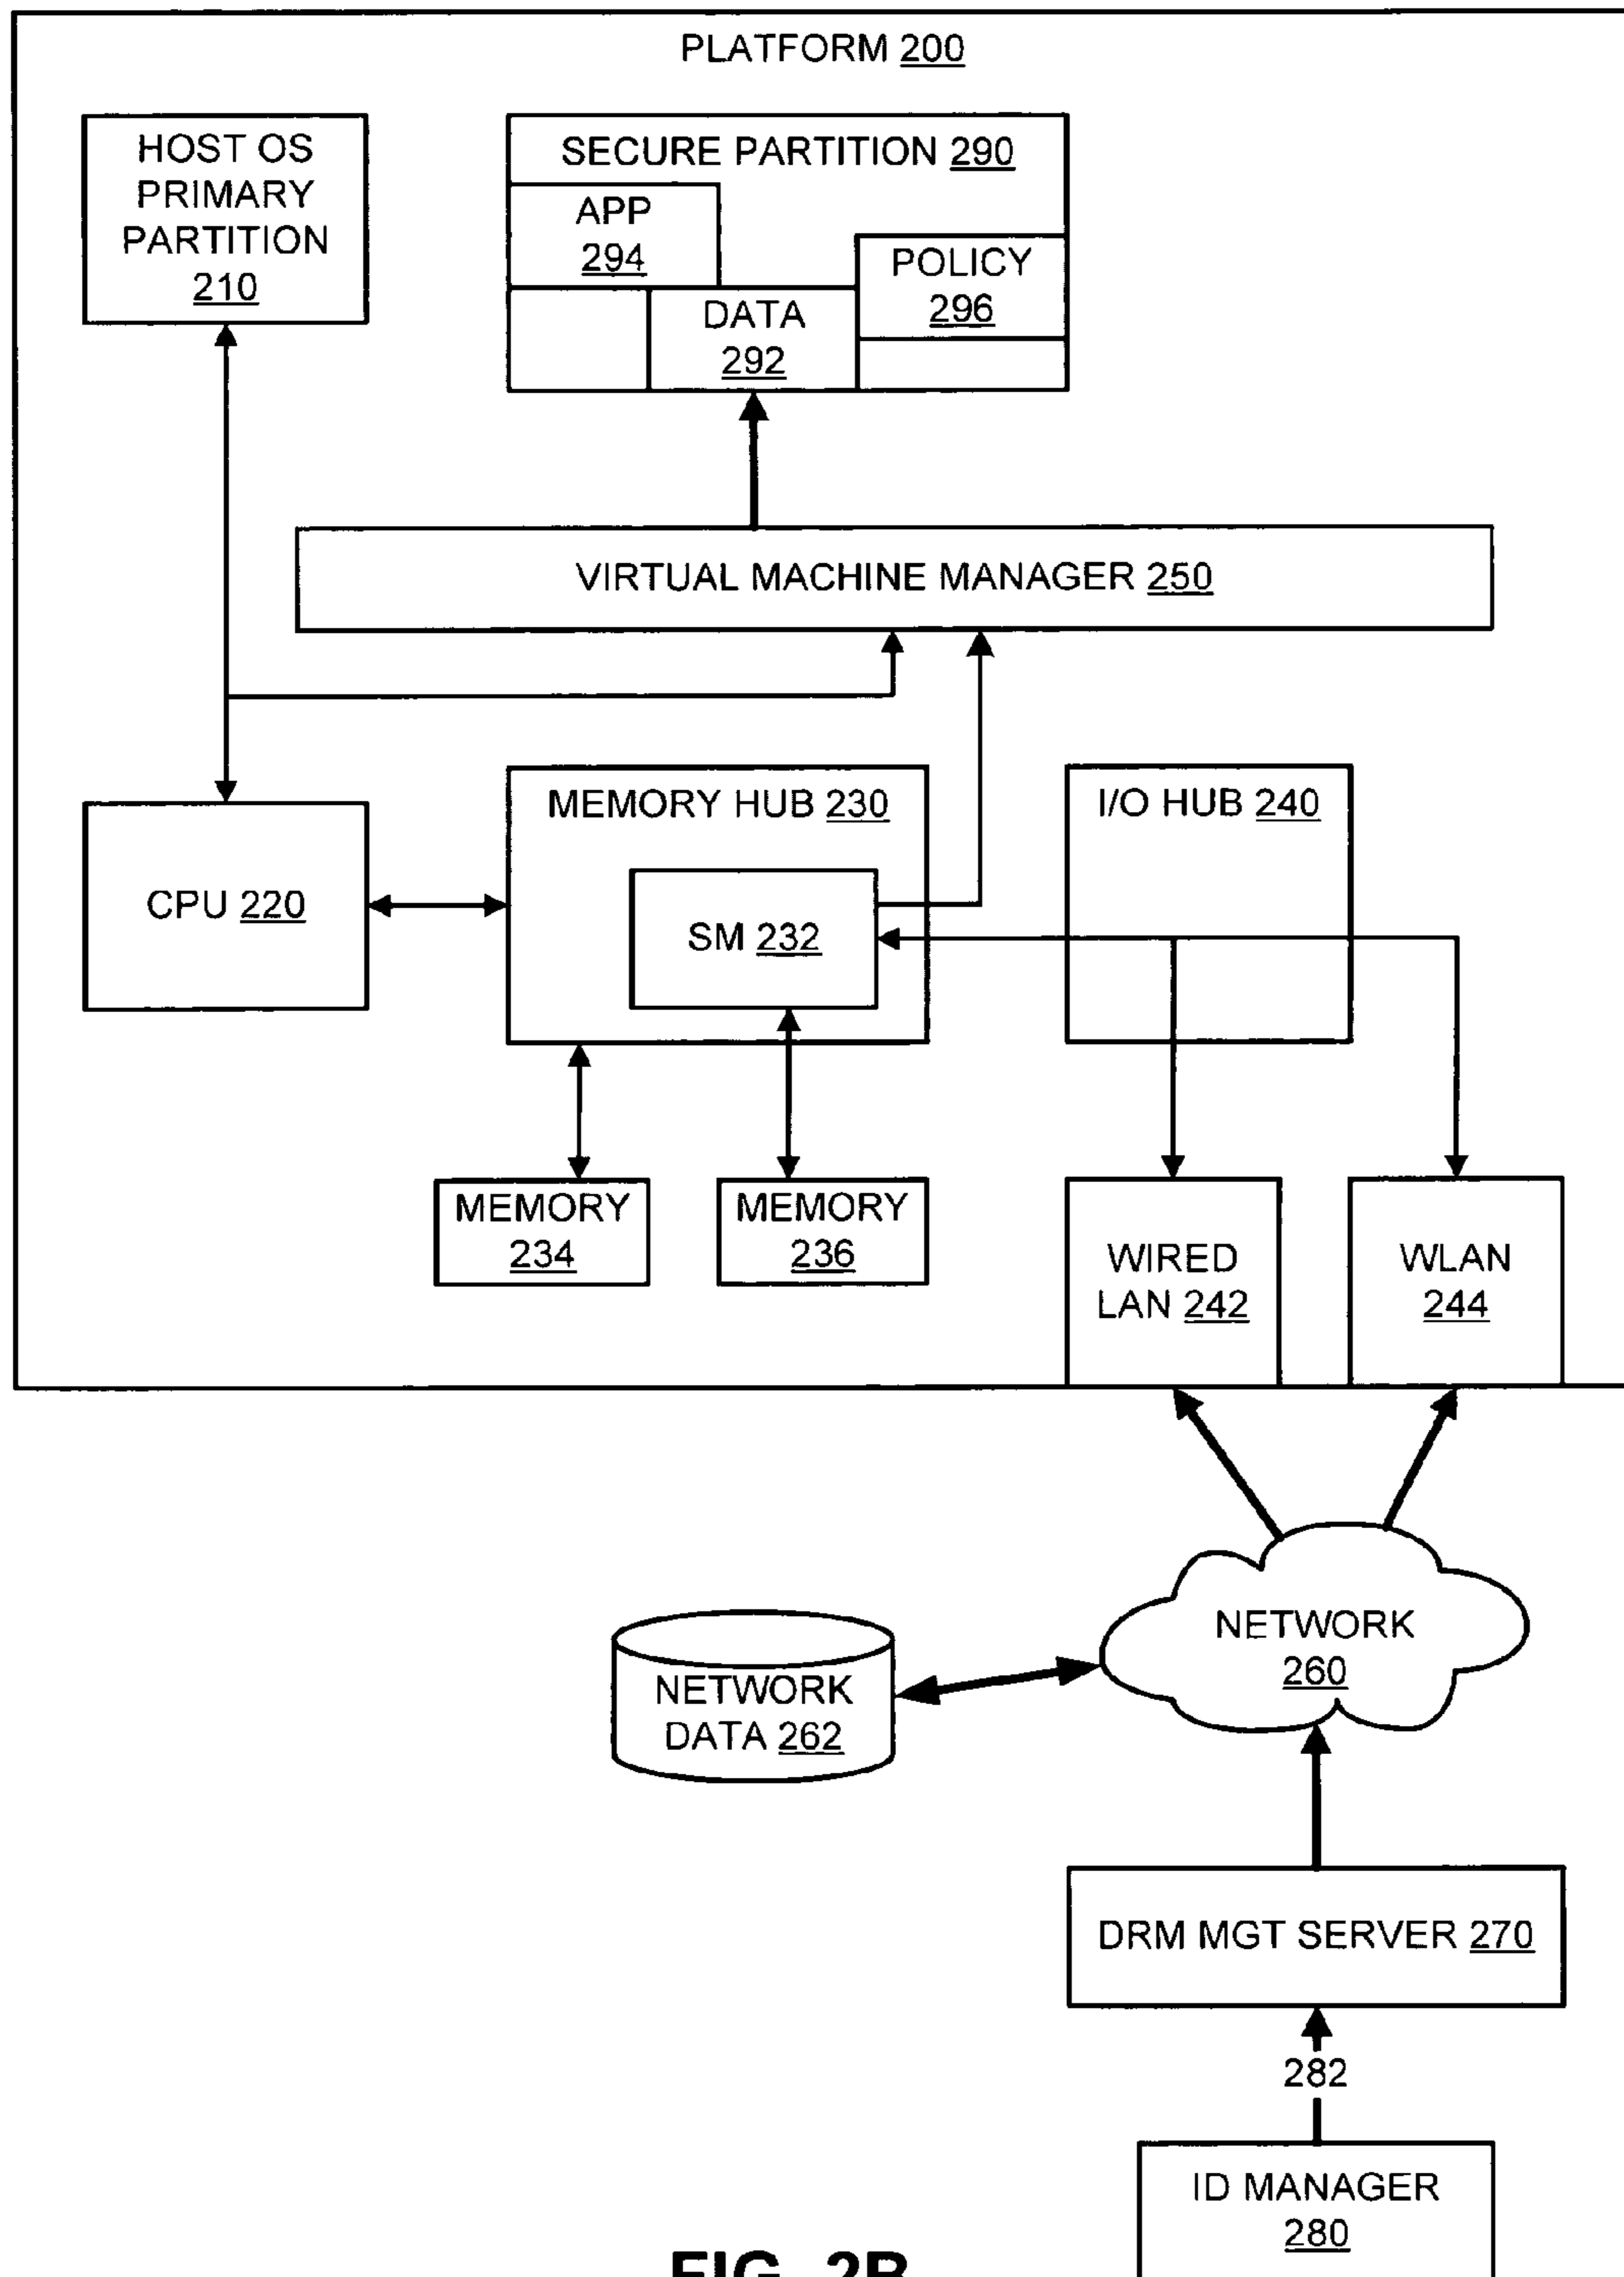 PLATFORM 200
HOST OS
PRIMARY
PARTITION
210
SECURE PARTITION 290
APP
294
POLICY
296
DATA
292
VIRTUAL MACHINE MANAGER 250
MEMORY HUB 230
I/O HUB 240
CPU 220
SM 232
MEMORY
234
MEMORY
236
WIRED
LAN 242
WLAN
244
NETWORK
260
NETWORK
DATA 262
DRM MGT SERVER 270
282
ID MANAGER
280
FIG. 2B